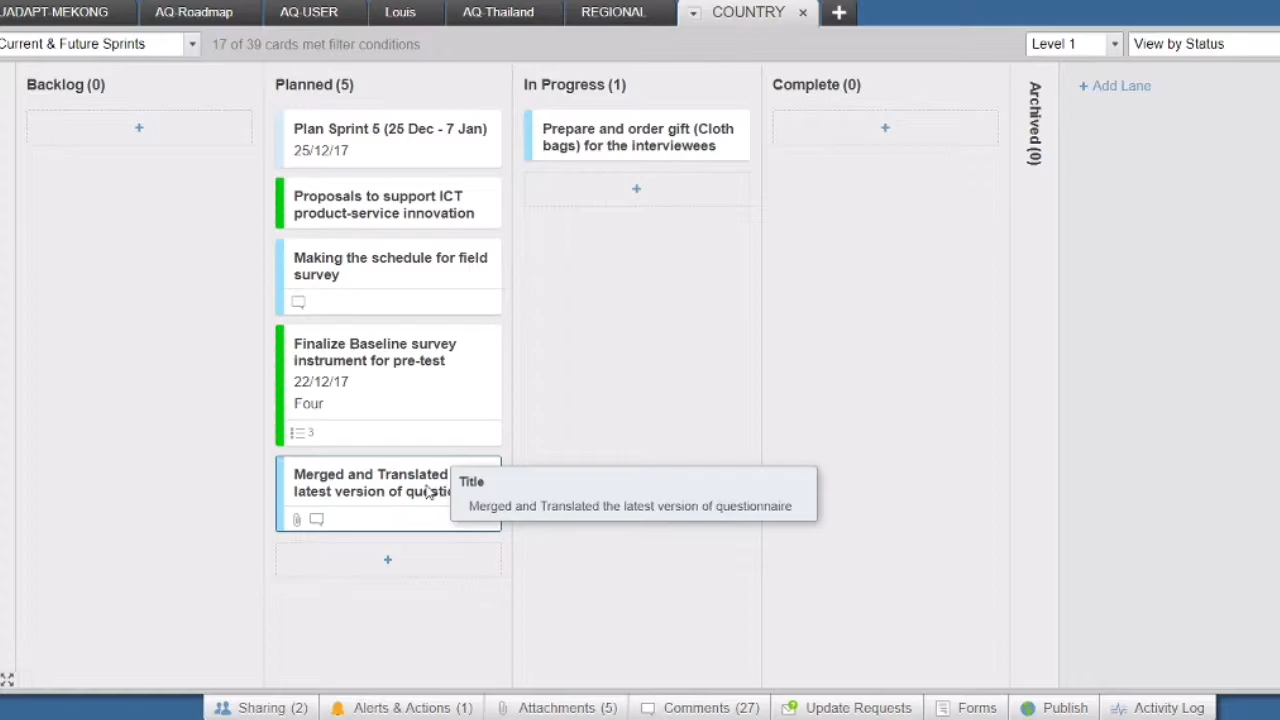 UADAPT-MEKONG
AQ-Roadmap
AQ-USER
Louis
AQ-Thailand
REGIONAL
COUNTRY
Current & Future Sprints
17 of 39 cards met filter conditions
Level 1
View by Status
Backlog (0)
Planned (5)
In Progress (1)
Complete (0)
Archived (0)
+ Add Lane
Plan Sprint 5 (25 Dec - 7 Jan)
25/12/17
Proposals to support ICT
product-service innovation
Making the schedule for field
survey
Finalize Baseline survey
instrument for pre-test
22/12/17
Four
3
Merged and Translated
latest version of questio
Prepare and order gift (Cloth
bags) for the interviewees
Title
Merged and Translated the latest version of questionnaire
Sharing (2)
Alerts & Actions (1)
Attachments (5)
Comments (27)
Update Requests
Forms
Publish
Activity Log